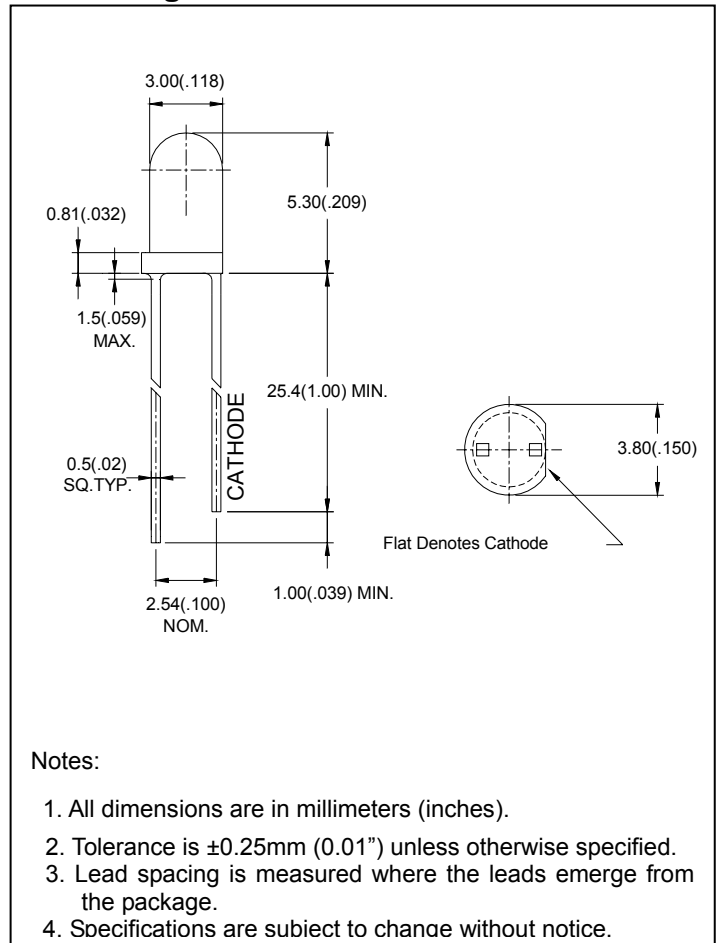 3.00(.118)
5.30(.209)
0.81(.032)
1.5(.059)
MAX.
25.4(1.00) MIN.
CATHODE
0.5(.02)
SQ.TYP.
3.80(.150)
Flat Denotes Cathode
2.54(.100)
NOM.
1.00(.039) MIN.
Notes:
1. All dimensions are in millimeters (inches).
2. Tolerance is ±0.25mm (0.01”) unless otherwise specified.
3. Lead spacing is measured where the leads emerge from
the package.
4. Specifications are subject to change without notice.